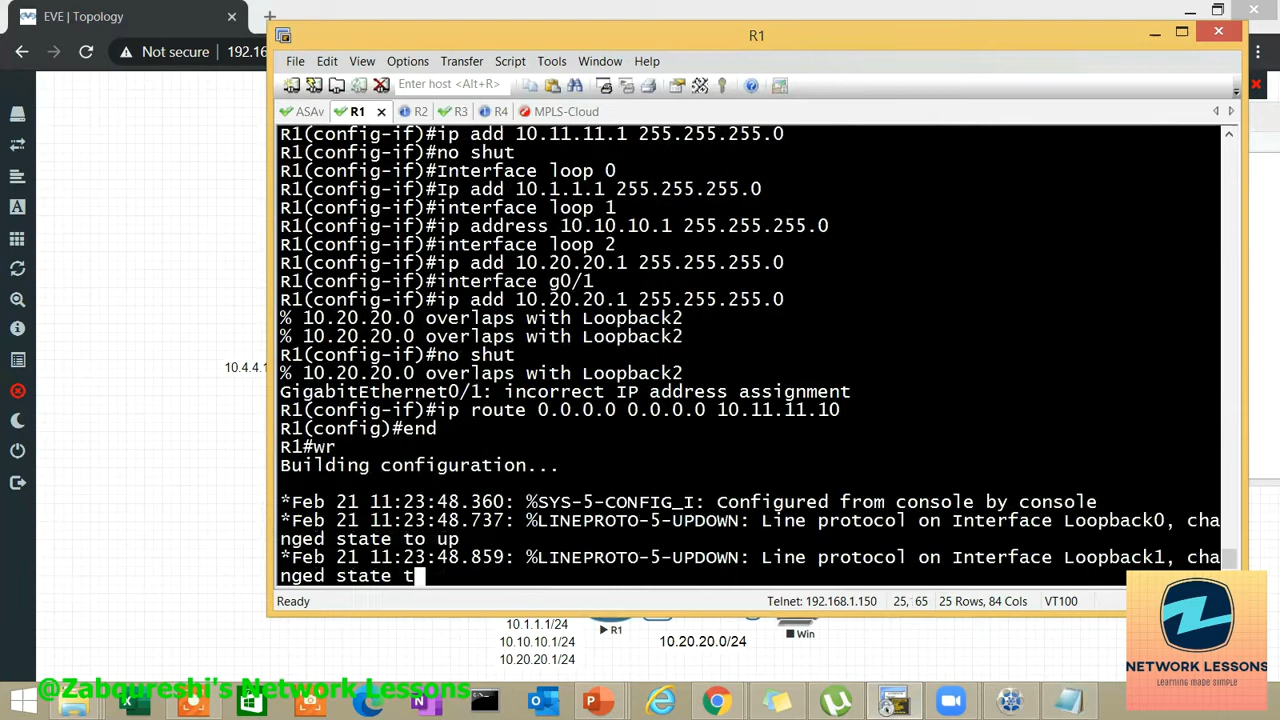 EVE | Topology
Not secure
192.16
R1
File Edit View Options Transfer Script Tools Window Help
Enter host <Alt+R>
ASAv R1 R2 R3 R4 MPLS-Cloud
R1(config-if)#ip add 10.11.11.1 255.255.255.0
R1(config-if)#no shut
R1(config-if)#Interface loop 0
R1(config-if)#Ip add 10.1.1.1 255.255.255.0
R1(config-if)#interface loop 1
R1(config-if)#ip address 10.10.10.1 255.255.255.0
R1(config-if)#interface loop 2
R1(config-if)#ip add 10.20.20.1 255.255.255.0
R1(config-if)#interface g0/1
R1(config-if)#ip add 10.20.20.1 255.255.255.0
% 10.20.20.0 overlaps with Loopback2
% 10.20.20.0 overlaps with Loopback2
R1(config-if)#no shut
% 10.20.20.0 overlaps with Loopback2
GigabitEthernet0/1: incorrect IP address assignment
R1(config-if)#ip route 0.0.0.0 0.0.0.0 10.11.11.10
R1(config)#end
R1#wr
Building configuration...
*Feb 21 11:23:48.360: %SYS-5-CONFIG_I: Configured from console by console
*Feb 21 11:23:48.737: %LINEPROTO-5-UPDOWN: Line protocol on Interface Loopback0, cha
nged state to up
*Feb 21 11:23:48.859: %LINEPROTO-5-UPDOWN: Line protocol on Interface Loopback1, cha
nged state t
10.4.4.1
Ready
Telnet: 192.168.1.150 25, 65 25 Rows, 84 Cols VT100
10.1.1.1/24
10.10.10.1/24
10.20.20.1/24
R1
10.20.20.0/24
Win
@Zaboureshi's Network Lessons
NETWORK LESSONS
LEARNING MADE SIMPLE